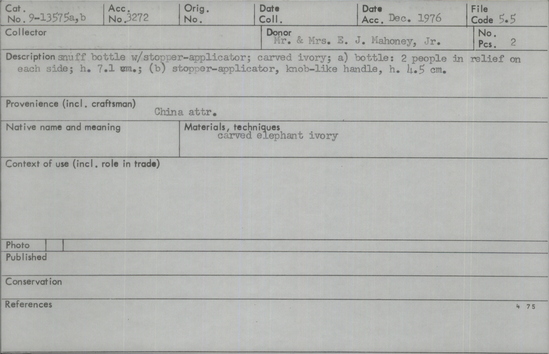 Cat. No. 9-13575a,b Acc. No. 3272 Orig. No. Date Coll. Date Acc. Dec. 1976 File Code 5.5
Collector Donor Mr. & Mrs. E. J. Mahoney, Jr. No. Pcs. 2
Description snuff bottle w/stopper-applicator; carved ivory; a) bottle: 2 people in relief on
each side; h. 7.1 cm.; (b) stopper-applicator, knob-like handle, h. 4.5 cm.
Provenience (incl. craftsman)
China attr.
Native name and meaning Materials, techniques
carved elephant ivory
Context of use (incl. role in trade)
Photo
Published
Conservation
References
4 75